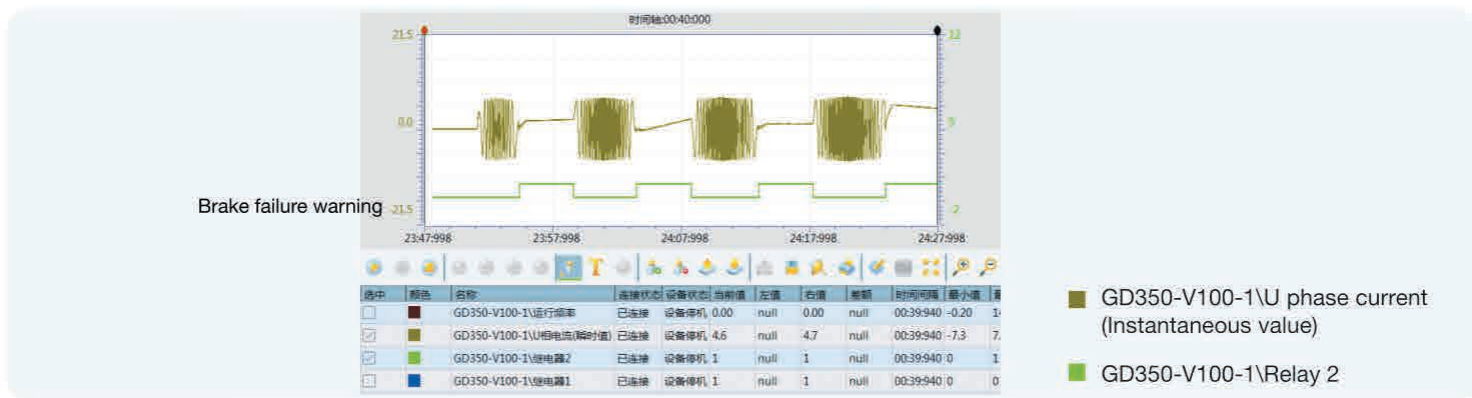 时间轴:00:40:000
21.5
12
0.0
5
Brake failure warning
-21.5
-2
23:47:998 23:57:998 24:07:998 24:17:998 24:27:998
选中 颜色 名称 连接状态 设备状态 当前值 左值 右值 差额 时间间隔 最小值
GD350-V100-1\运行频率 已连接 设备停机 0.00 null 0.00 null 00:39:940 -0.20
GD350-V100-1\U相电流(瞬时值) 已连接 设备停机 4.6 null 4.7 null 00:39:940 -7.3
GD350-V100-1\继电器2 已连接 设备停机 1 null 1 null 00:39:940 0 1
GD350-V100-1\继电器1 已连接 设备停机 1 null 1 null 00:39:940 0
GD350-V100-1\U phase current
(Instantaneous value)
GD350-V100-1\Relay 2